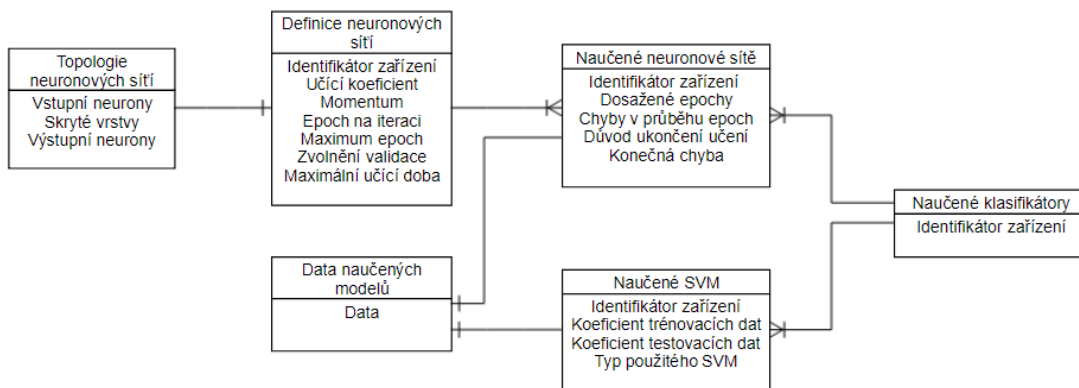 Topologie
neuronových síťí
Vstupní neurony
Skryté vrstvy
Výstupní neurony
Definice neuronových
síťí
Identifikátor zařízení
Učící koeficient
Momentum
Epoch na iteraci
Maximum epoch
Zvolnění validace
Maximální učící doba
Naučené neuronové sítě
Identifikátor zařízení
Dosažené epochy
Chyby v průběhu epoch
Důvod ukončení učení
Konečná chyba
Naučené klasifikátory
Identifikátor zařízení
Data naučených
modelů
Data
Naučené SVM
Identifikátor zařízení
Koeficient trénovacích dat
Koeficient testovacích dat
Typ použitého SVM